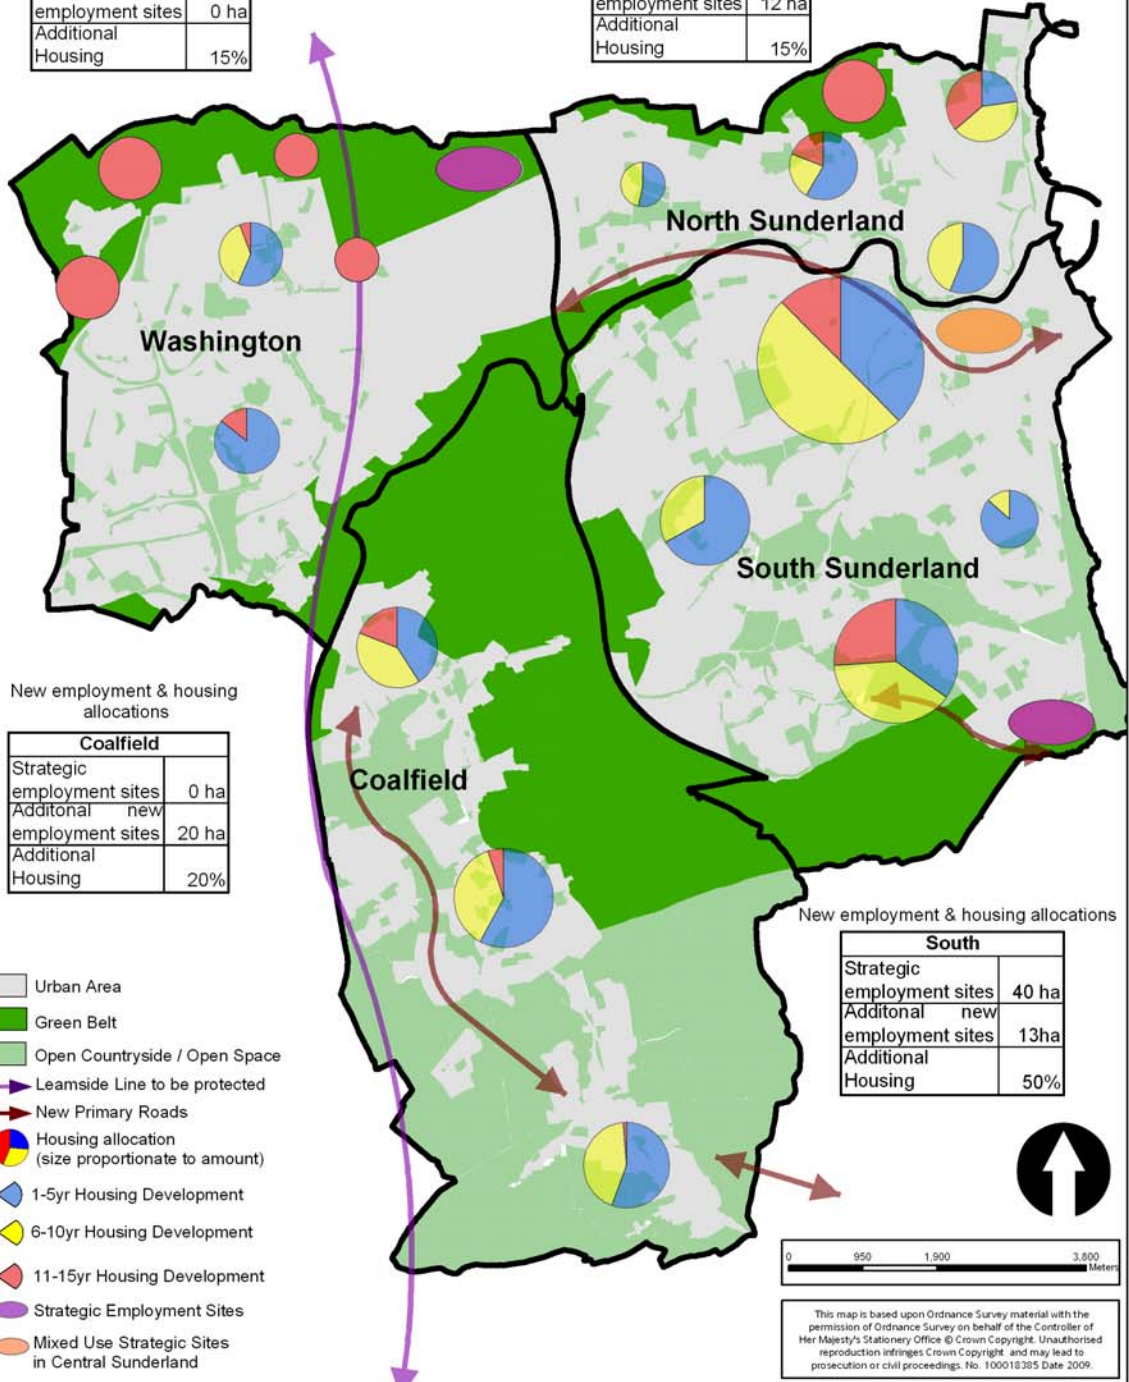 employment sites 0 ha
Additional
Housing 15%
employment sites 12 ha
Additional
Housing 15%
North Sunderland
Washington
South Sunderland
New employment & housing
allocations
Coalfield
Strategic
employment sites 0 ha
Additonal new
employment sites 20 ha
Additional
Housing 20%
Coalfield
New employment & housing allocations
South
Strategic
employment sites 40 ha
Additonal new
employment sites 13ha
Additional
Housing 50%
Urban Area
Green Belt
Open Countryside / Open Space
Leamside Line to be protected
New Primary Roads
Housing allocation
(size proportionate to amount)
1-5yr Housing Development
6-10yr Housing Development
11-15yr Housing Development
Strategic Employment Sites
Mixed Use Strategic Sites
in Central Sunderland
0 950 1,900 3,800
Meters
This map is based upon Ordnance Survey material with the
permission of Ordnance Survey on behalf of the Controller of
Her Majesty's Stationery Office © Crown Copyright. Unauthorised
reproduction infringes Crown Copyright and may lead to
prosecution or civil proceedings. No. 100018385 Date 2009.